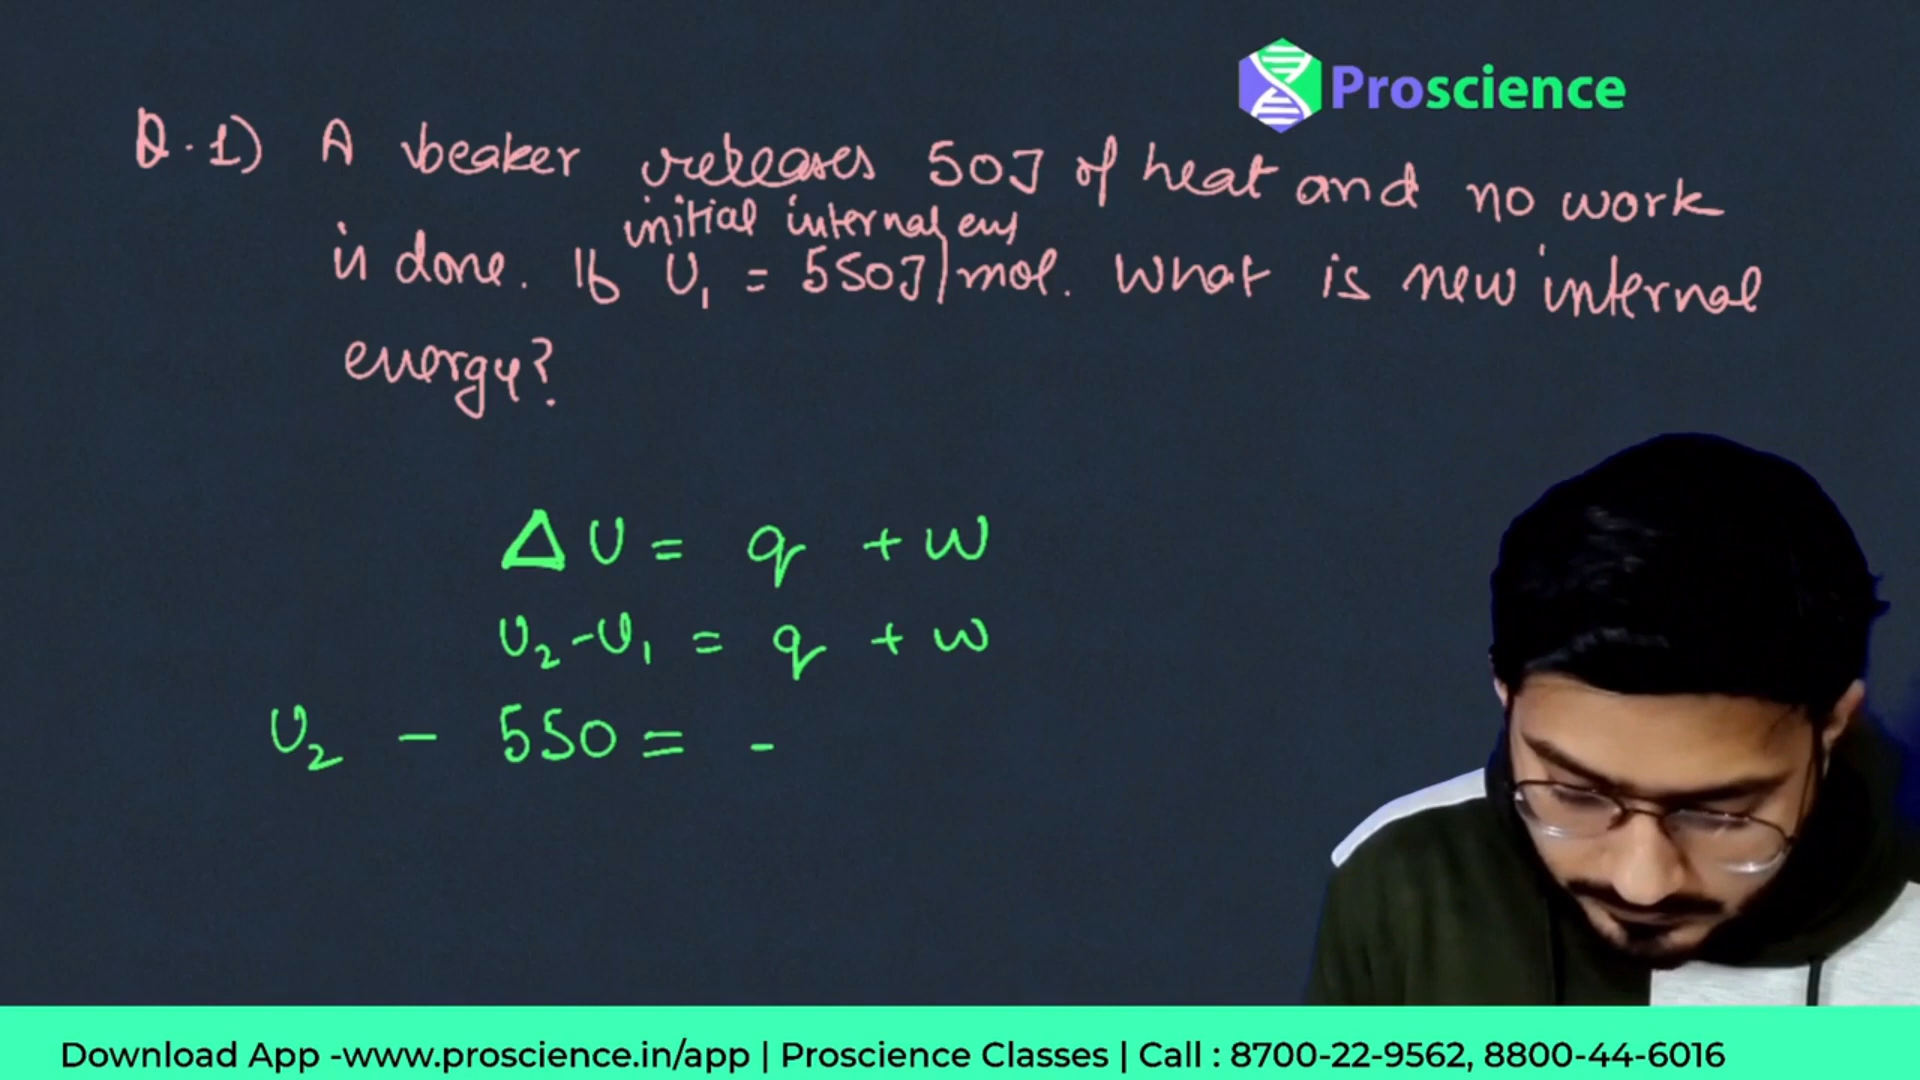 Proscience
Q.1) A beaker releases 50J of heat and no work
initial internal eny
is done. If U₁ = 550J/mol. What is new internal
energy?
Δ U = q + w
U₂-U₁ = q + w
U₂ - 550 = -
Download App -www.proscience.in/app | Proscience Classes | Call : 8700-22-9562, 8800-44-6016